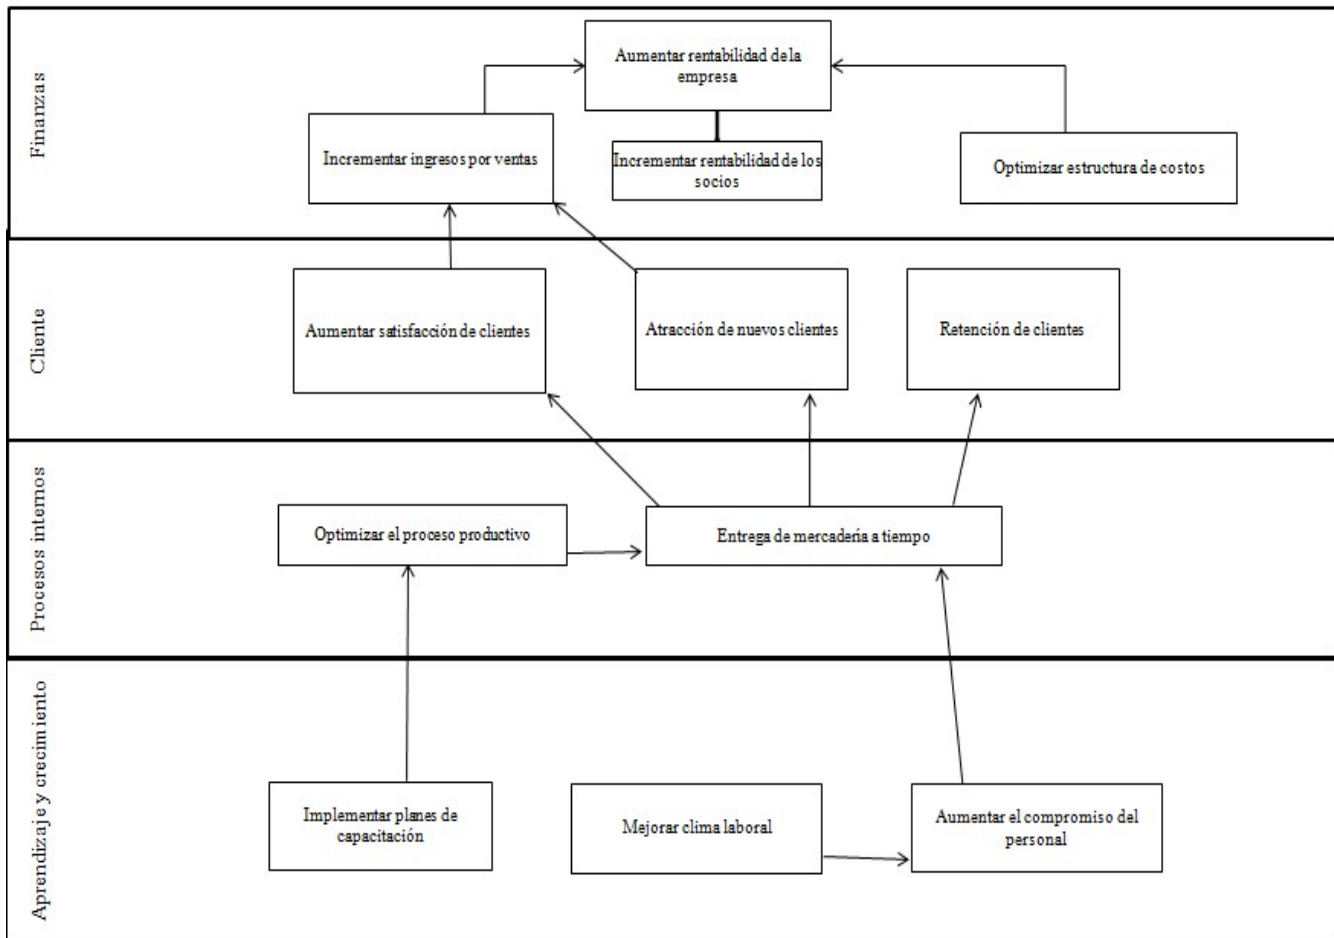 Finanzas
Aumentar rentabilidad de la
empresa
Incrementar ingresos por ventas
Incrementar rentabilidad de los
socios
Optimizar estructura de costos
Cliente
Aumentar satisfacción de clientes
Atracción de nuevos clientes
Retención de clientes
Procesos internos
Optimizar el proceso productivo
Entrega de mercadería a tiempo
Aprendizaje y crecimiento
Implementar planes de
capacitación
Mejorar clima laboral
Aumentar el compromiso del
personal